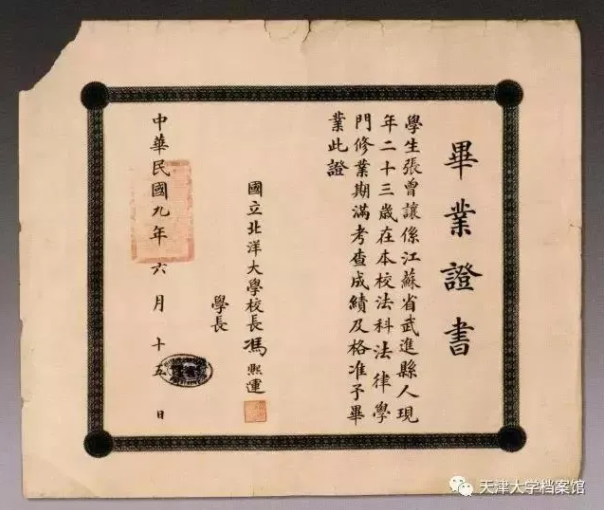 畢業證書
學生張曾讓係江蘇省武進縣人現
年二十三歲在本校法科法律學
門修業期滿考查成績及格准予畢
業此證
國立北洋大學校長馮熙運
學長
中華民國九年六月十五日
天津大学档案馆